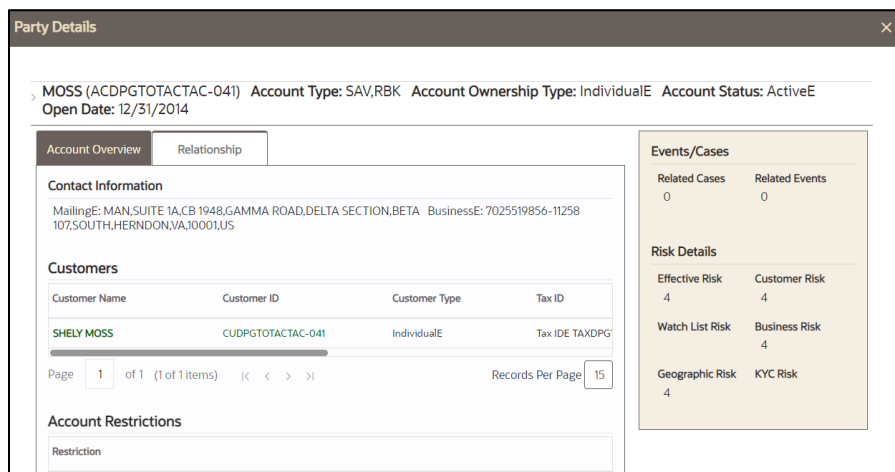 Party Details
MOSS (ACDPGTOTACTAC-041) Account Type: SAV,RBK Account Ownership Type: IndividualE Account Status: ActiveE
Open Date: 12/31/2014
Account Overview Relationship
Contact Information
MailingE: MAN,SUITE 1A,CB 1948,GAMMA ROAD,DELTA SECTION,BETA BusinessE: 7025519856-11258
107,SOUTH,HERNDON,VA,10001,US
Customers
Customer Name Customer ID Customer Type Tax ID
SHELY MOSS CUDPGTOTACTAC-041 IndividualE Tax IDE TAXDPG
Page 1 of 1 (1 of 1 items) Records Per Page 15
Account Restrictions
Restriction
Events/Cases
Related Cases Related Events
0 0
Risk Details
Effective Risk Customer Risk
4 4
Watch List Risk Business Risk
4
Geographic Risk KYC Risk
4